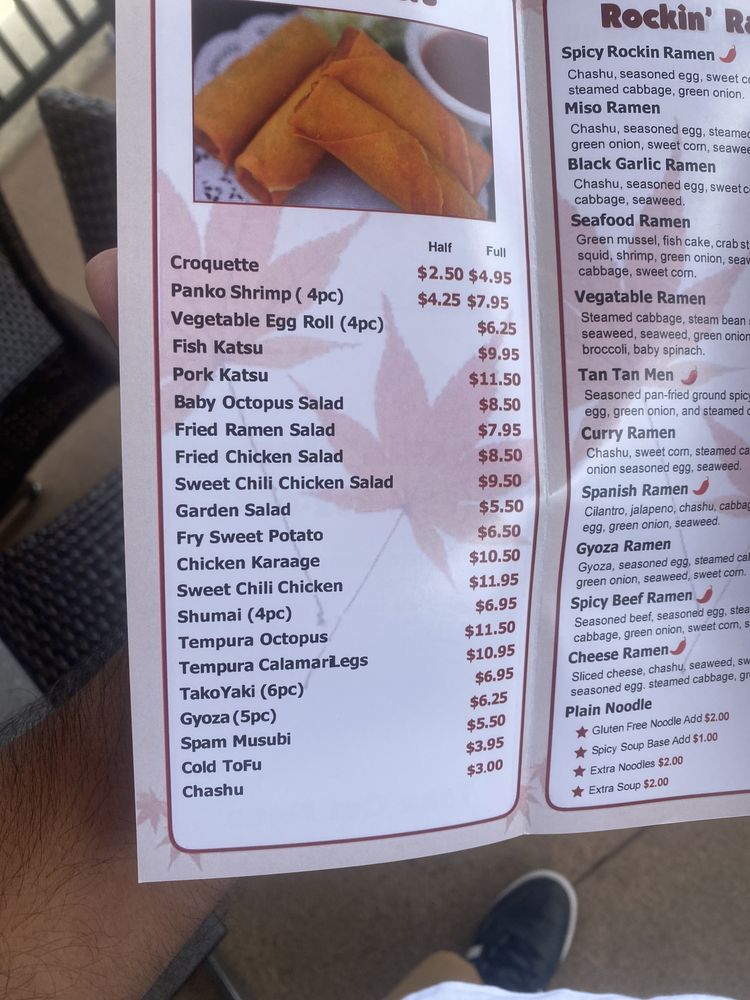 Half Full
Croquette $2.50 $4.95
Panko Shrimp ( 4pc) $4.25 $7.95
Vegetable Egg Roll (4pc) $6.25
Fish Katsu $9.95
Pork Katsu $11.50
Baby Octopus Salad $8.50
Fried Ramen Salad $7.95
Fried Chicken Salad $8.50
Sweet Chili Chicken Salad $9.50
Garden Salad $5.50
Fry Sweet Potato $6.50
Chicken Karaage $10.50
Sweet Chili Chicken $11.95
Shumai (4pc) $6.95
Tempura Octopus $11.50
Tempura Calamari Legs $10.95
TakoYaki (6pc) $6.95
Gyoza (5pc) $6.25
Spam Musubi $5.50
Cold ToFu $3.95
Chashu $3.00
Rockin'
Spicy Rockin Ramen
Chashu, seasoned egg, sweet
steamed cabbage, green onion.
Miso Ramen
Chashu, seasoned egg,
green onion, sweet corn,
Black Garlic Ramen
Chashu, seasoned egg, sweet
cabbage, seaweed.
Seafood Ramen
Green mussel, fish cake, crab
squid, shrimp, green onion,
cabbage, sweet corn.
Vegatable Ramen
Steamed cabbage, steam bean
seaweed, seaweed, green onion
broccoli, baby spinach.
Tan Tan Men
Seasoned pan-fried ground
egg, green onion, and steamed
Curry Ramen
Chashu, sweet corn, steamed
onion seasoned egg, seaweed.
Spanish Ramen
Cilantro, jalapeno, chashu,
egg, green onion, seaweed.
Gyoza Ramen
Gyoza, seasoned egg, steamed
green onion, seaweed, sweet corn.
Spicy Beef Ramen
Seasoned beef, seasoned egg,
cabbage, green onion, sweet corn,
Cheese Ramen
Sliced cheese, chashu, seaweed,
seasoned egg. steamed cabbage,
Plain Noodle
★ Gluten Free Noodle Add $2.00
★ Spicy Soup Base Add $1.00
★ Extra Noodles $2.00
★ Extra Soup $2.00